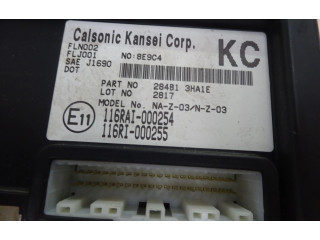 Calsonic Kansei Corp.
KC
FLN002
FLJ001 NO:8E9C4
SAE J1690
DOT
PART NO 284B1 3HA1E
LOT NO 2817
MODEL No. NA-Z-03/N-Z-03
E11
116RAI-000254
116RI-000255